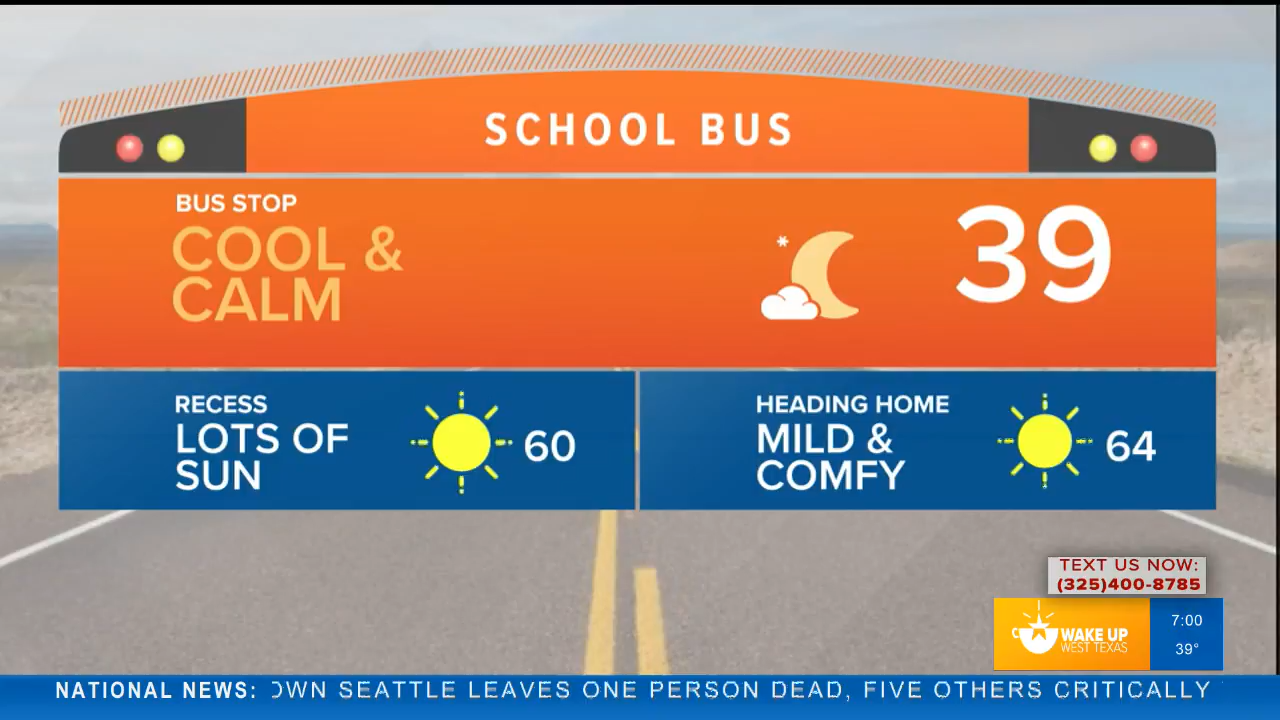 SCHOOL BUS
BUS STOP
COOL &
CALM
39
RECESS
LOTS OF
SUN
60
HEADING HOME
MILD &
COMFY
64
TEXT US NOW:
(325)400-8785
WAKE UP
WEST TEXAS
7:00
39°
NATIONAL NEWS: OWN SEATTLE LEAVES ONE PERSON DEAD, FIVE OTHERS CRITICALLY